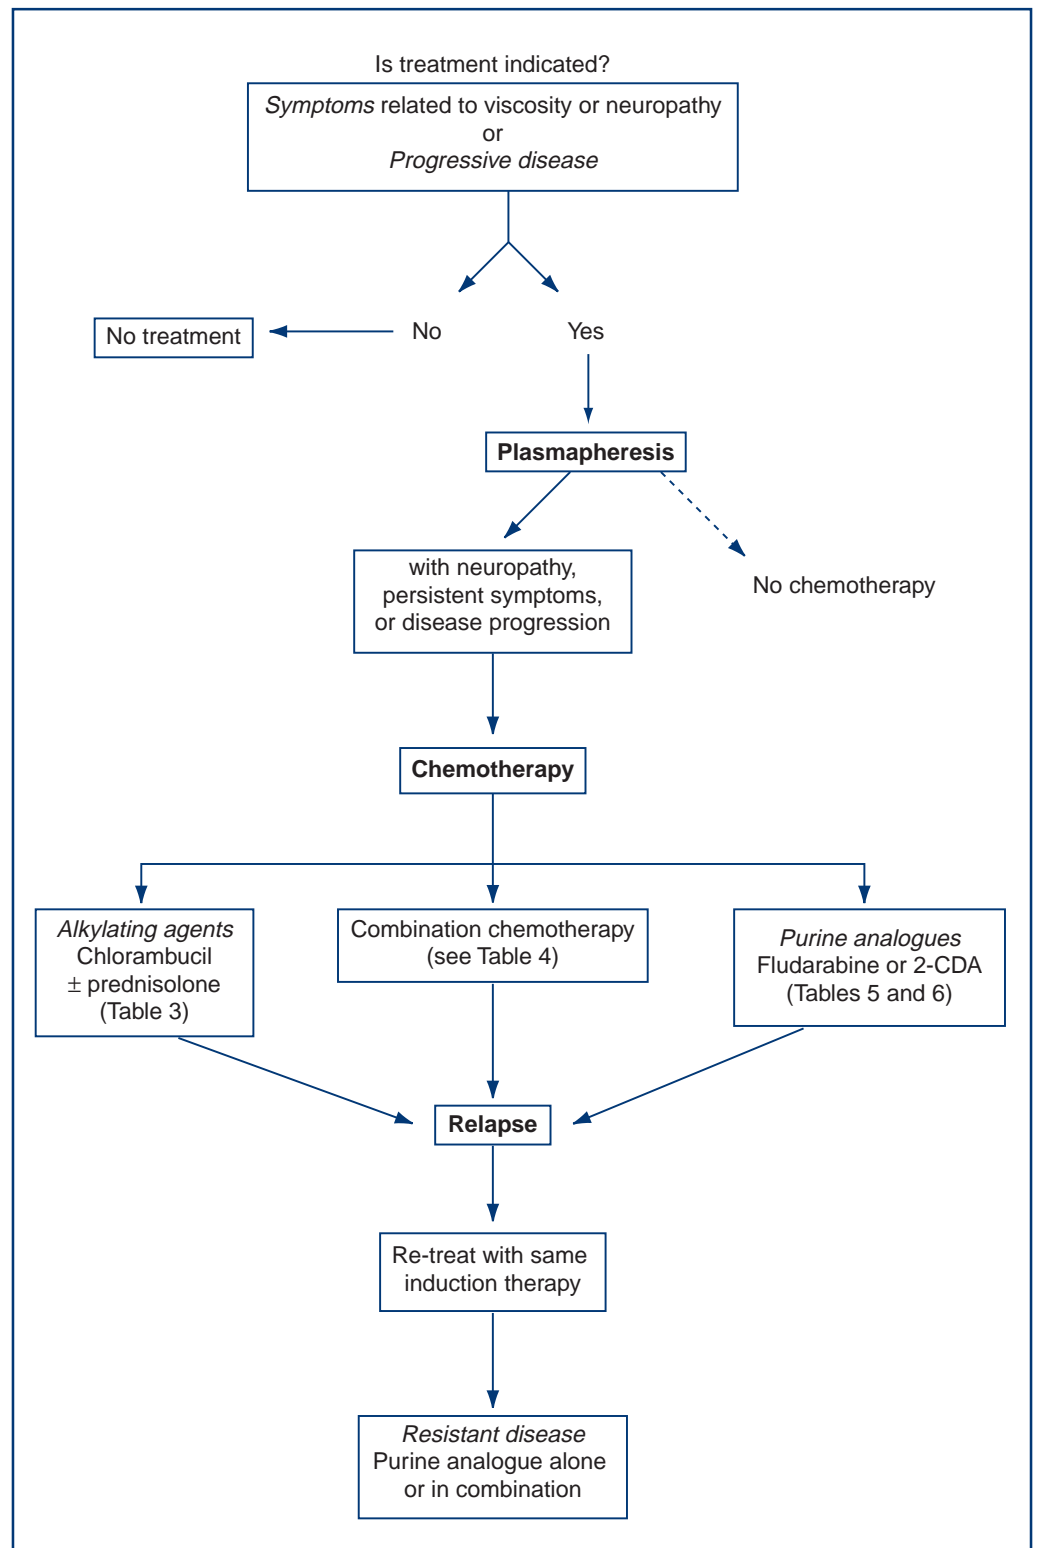 Is treatment indicated?
Symptoms related to viscosity or neuropathy
or
Progressive disease
No treatment
No
Yes
Plasmapheresis
with neuropathy,
persistent symptoms,
or disease progression
No chemotherapy
Chemotherapy
Alkylating agents
Chlorambucil
± prednisolone
(Table 3)
Combination chemotherapy
(see Table 4)
Purine analogues
Fludarabine or 2-CDA
(Tables 5 and 6)
Relapse
Re-treat with same
induction therapy
Resistant disease
Purine analogue alone
or in combination